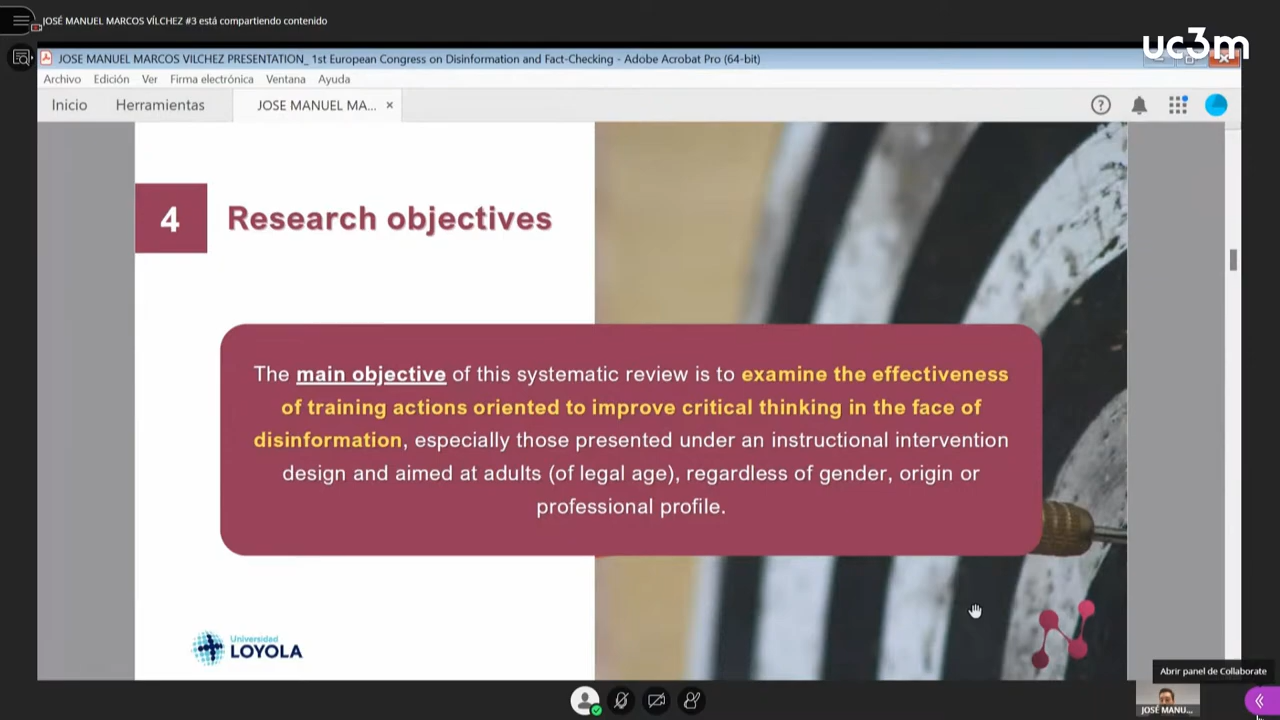 JOSÉ MANUEL MARCOS VÍLCHEZ #3 está compartiendo contenido
uc3m
JOSE MANUEL MARCOS VILCHEZ PRESENTATION_ 1st European Congress on Disinformation and Fact-Checking - Adobe Acrobat Pro (64-bit)
Archivo Edición Ver Firma electrónica Ventana Ayuda
Inicio Herramientas JOSE MANUEL MA... ×
4 Research objectives
The main objective of this systematic review is to examine the effectiveness
of training actions oriented to improve critical thinking in the face of
disinformation, especially those presented under an instructional intervention
design and aimed at adults (of legal age), regardless of gender, origin or
professional profile.
Universidad
LOYOLA
Abrir panel de Collaborate
JOSÉ MANU...